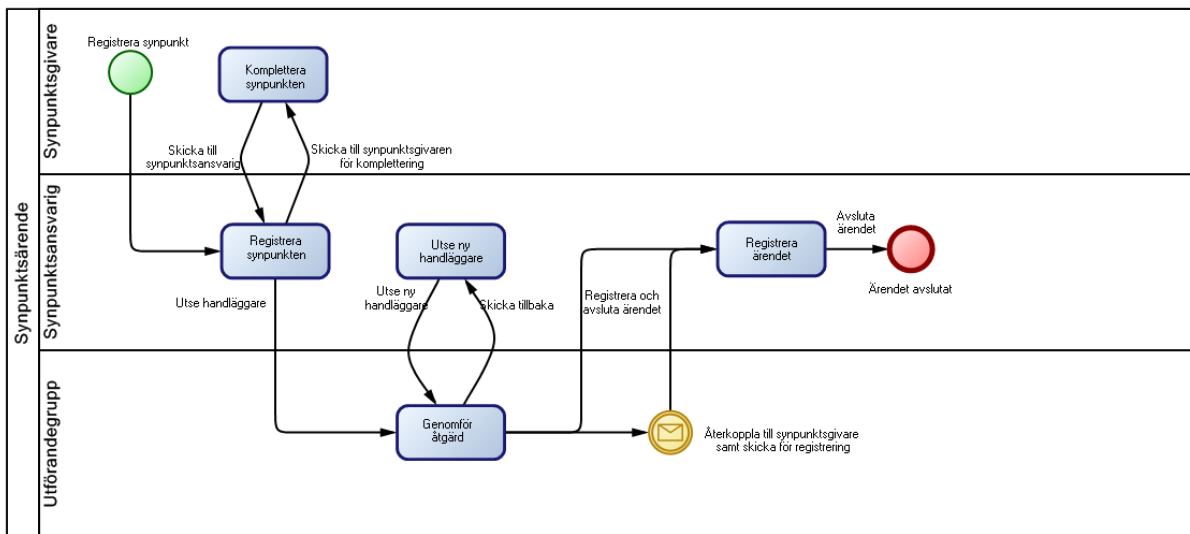 Synpunktsärende
Synpunktsgivare
Registrera synpunkt
Komplettera
synpunkten
Skicka till
synpunktsansvarig
Skicka till synpunktsgivaren
för komplettering
Synpunktsansvarig
Registrera
synpunkten
Utse handläggare
Utse ny
handläggare
Utse ny
handläggare
Skicka tillbaka
Registrera och
avsluta ärendet
Registrera
ärendet
Avsluta
ärendet
Ärendet avslutat
Utförandegrupp
Genomför
åtgärd
Återkoppla till synpunktsgivare
samt skicka för registrering